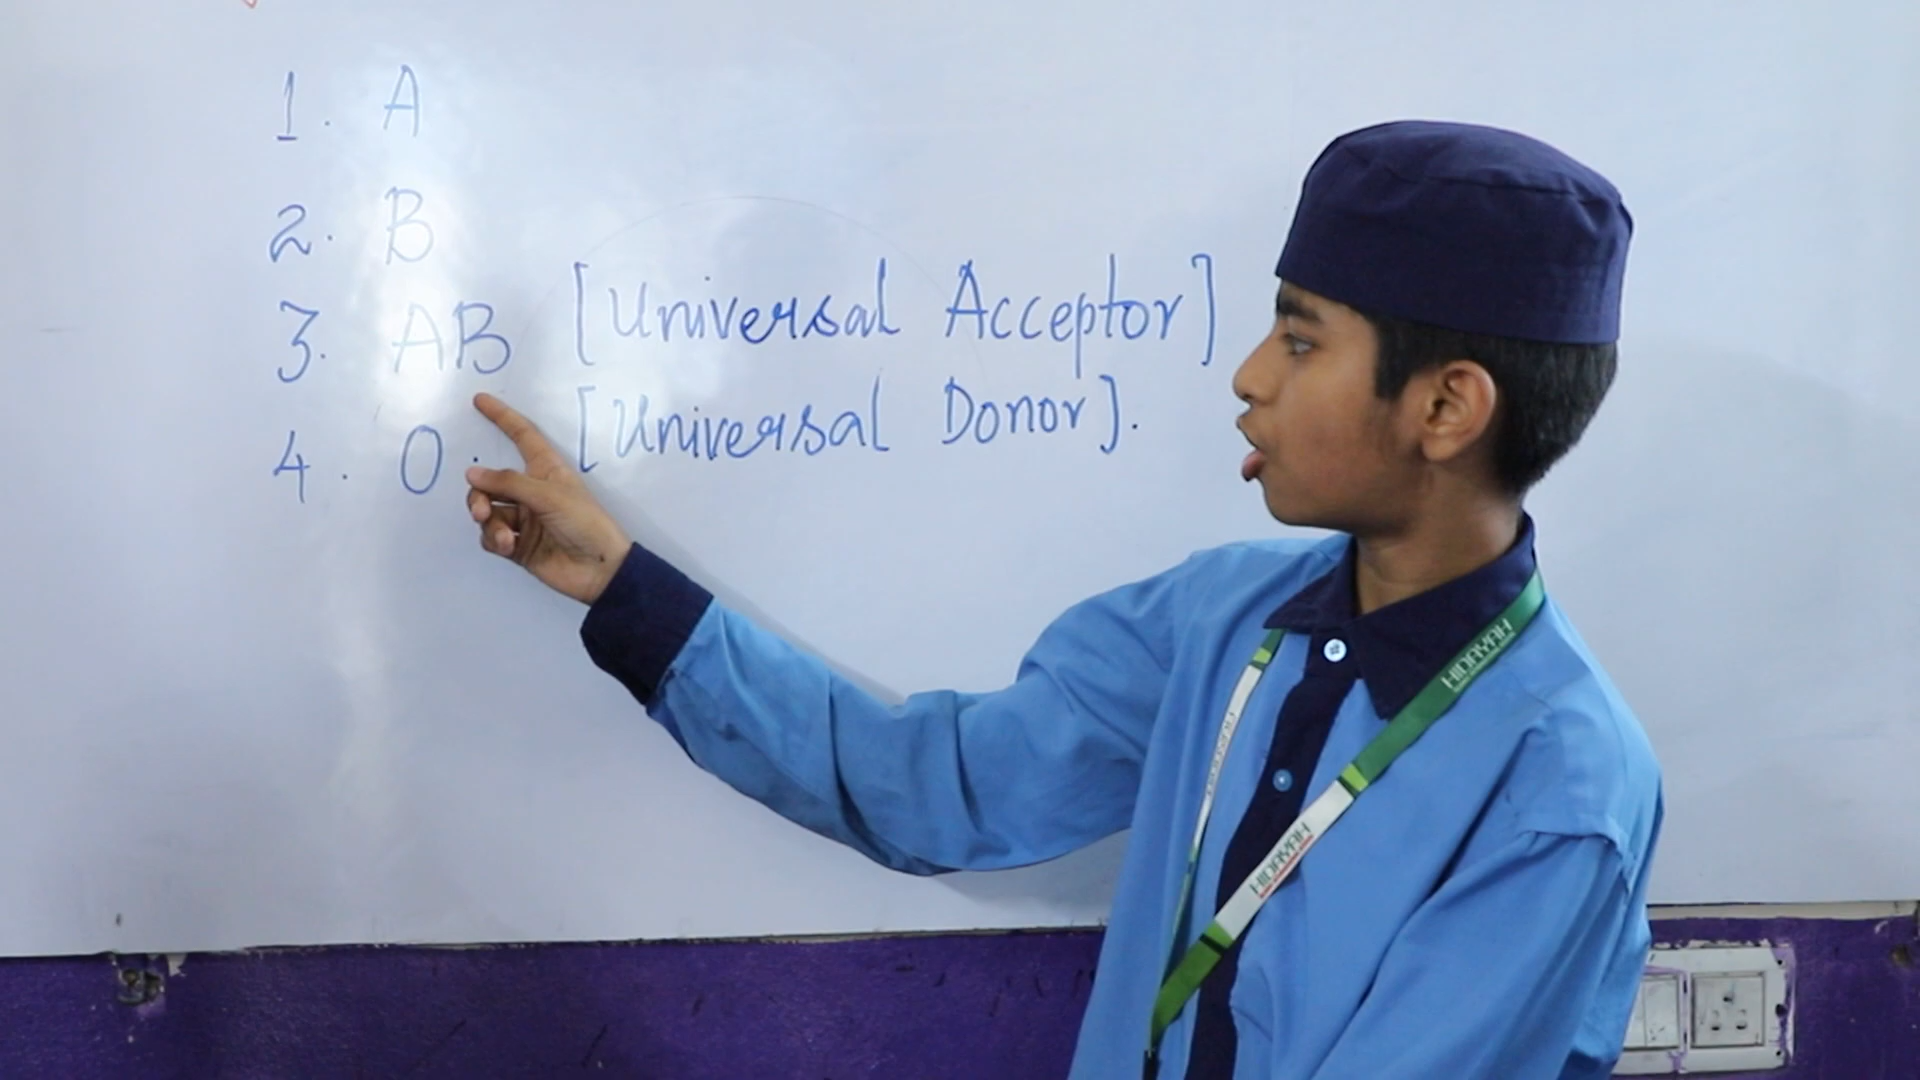 1. A
2. B
3. AB [Universal Acceptor]
4. O. [Universal Donor].
HIDAYAH
HIDAYAH